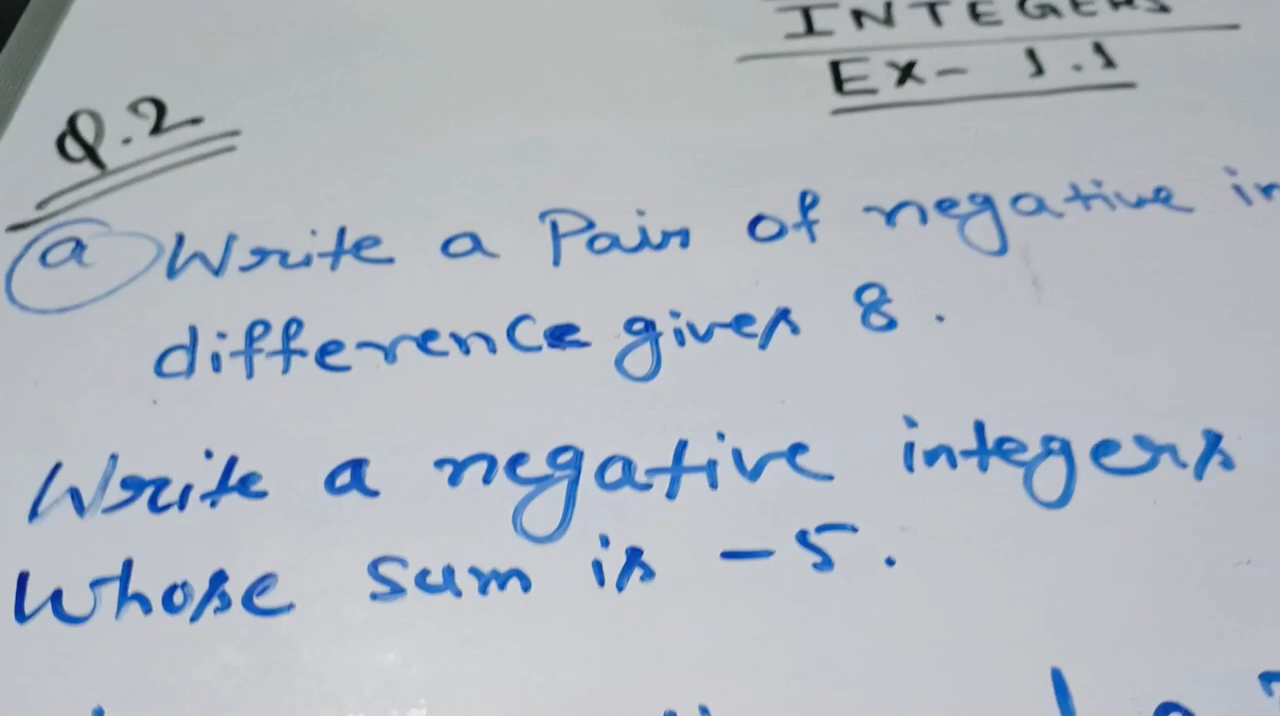 INTEGERS
EX- 1.1
Q.2
a Write a Pair of negative in
difference gives 8.
Write a negative integers
whose sum is -5.